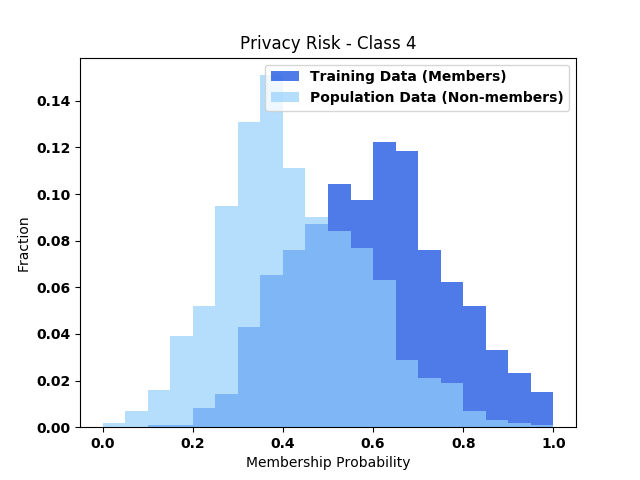 Privacy Risk - Class 4
Training Data (Members)
Population Data (Non-members)
0.14
0.12
0.10
0.08
0.06
0.04
0.02
0.00
Fraction
0.0 0.2 0.4 0.6 0.8 1.0
Membership Probability